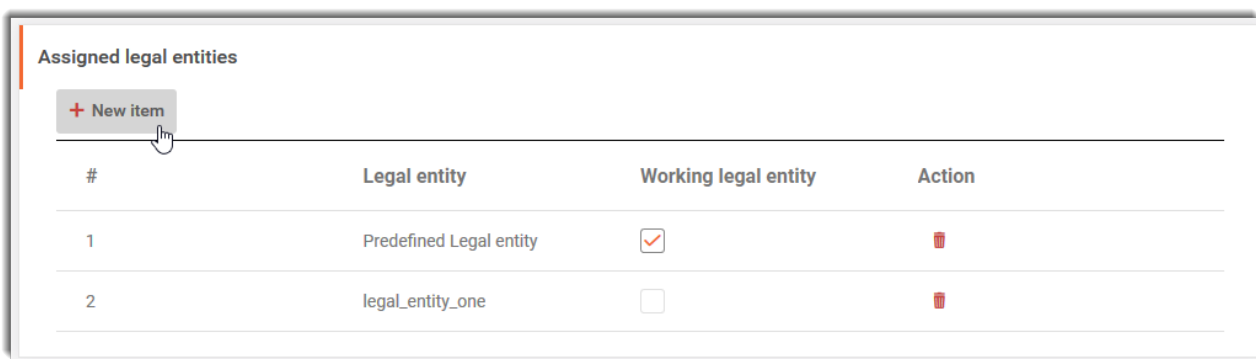 Assigned legal entities
+ New item
# Legal entity Working legal entity Action
1 Predefined Legal entity
2 legal_entity_one